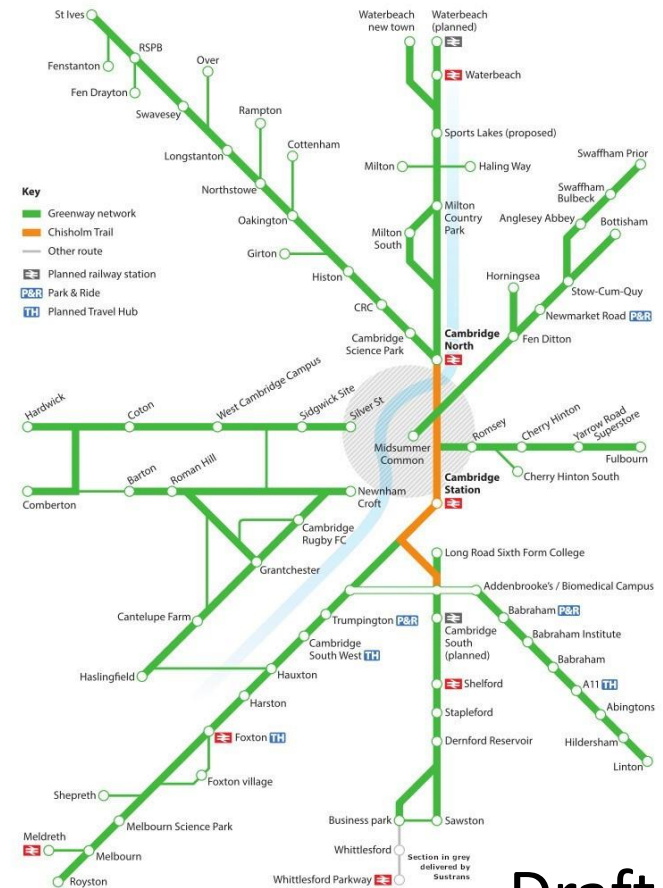 St Ives
Fenstanton
RSPB
Fen Drayton
Over
Swavesey
Rampton
Longstanton
Cottenham
Northstowe
Oakington
Girton
Histon
CRC
Cambridge
Science Park
Waterbeach
new town
Waterbeach
(planned)
Waterbeach
Sports Lakes (proposed)
Milton
Haling Way
Milton
Country
Park
Milton
South
Swaffham Prior
Swaffham
Bulbeck
Anglesey Abbey
Bottisham
Horningsea
Stow-Cum-Quy
Newmarket Road P&R
Fen Ditton
Cambridge
North
Key
Greenway network
Chisholm Trail
Other route
Planned railway station
P&R Park & Ride
TH Planned Travel Hub
Hardwick
Coton
West Cambridge Campus
Sidgwick Site
Silver St
Midsummer
Common
Romsey
Cherry Hinton
Yarrow Road
Superstore
Fulbourn
Cherry Hinton South
Cambridge
Station
Comberton
Barton
Roman Hill
Newnham
Croft
Cambridge
Rugby FC
Grantchester
Cantelupe Farm
Haslingfield
Long Road Sixth Form College
Addenbrooke's / Biomedical Campus
Trumpington P&R
Cambridge
South West TH
Hauxton
Harston
Foxton TH
Foxton village
Shepreth
Melbourn Science Park
Meldreth
Melbourn
Royston
Babraham P&R
Babraham Institute
Babraham
A11 TH
Abingtons
Hildersham
Linton
Cambridge
South
(planned)
Shelford
Stapleford
Dernford Reservoir
Business park
Sawston
Whittlesford
Section in grey
delivered by
Sustrans
Whittlesford Parkway
Draft